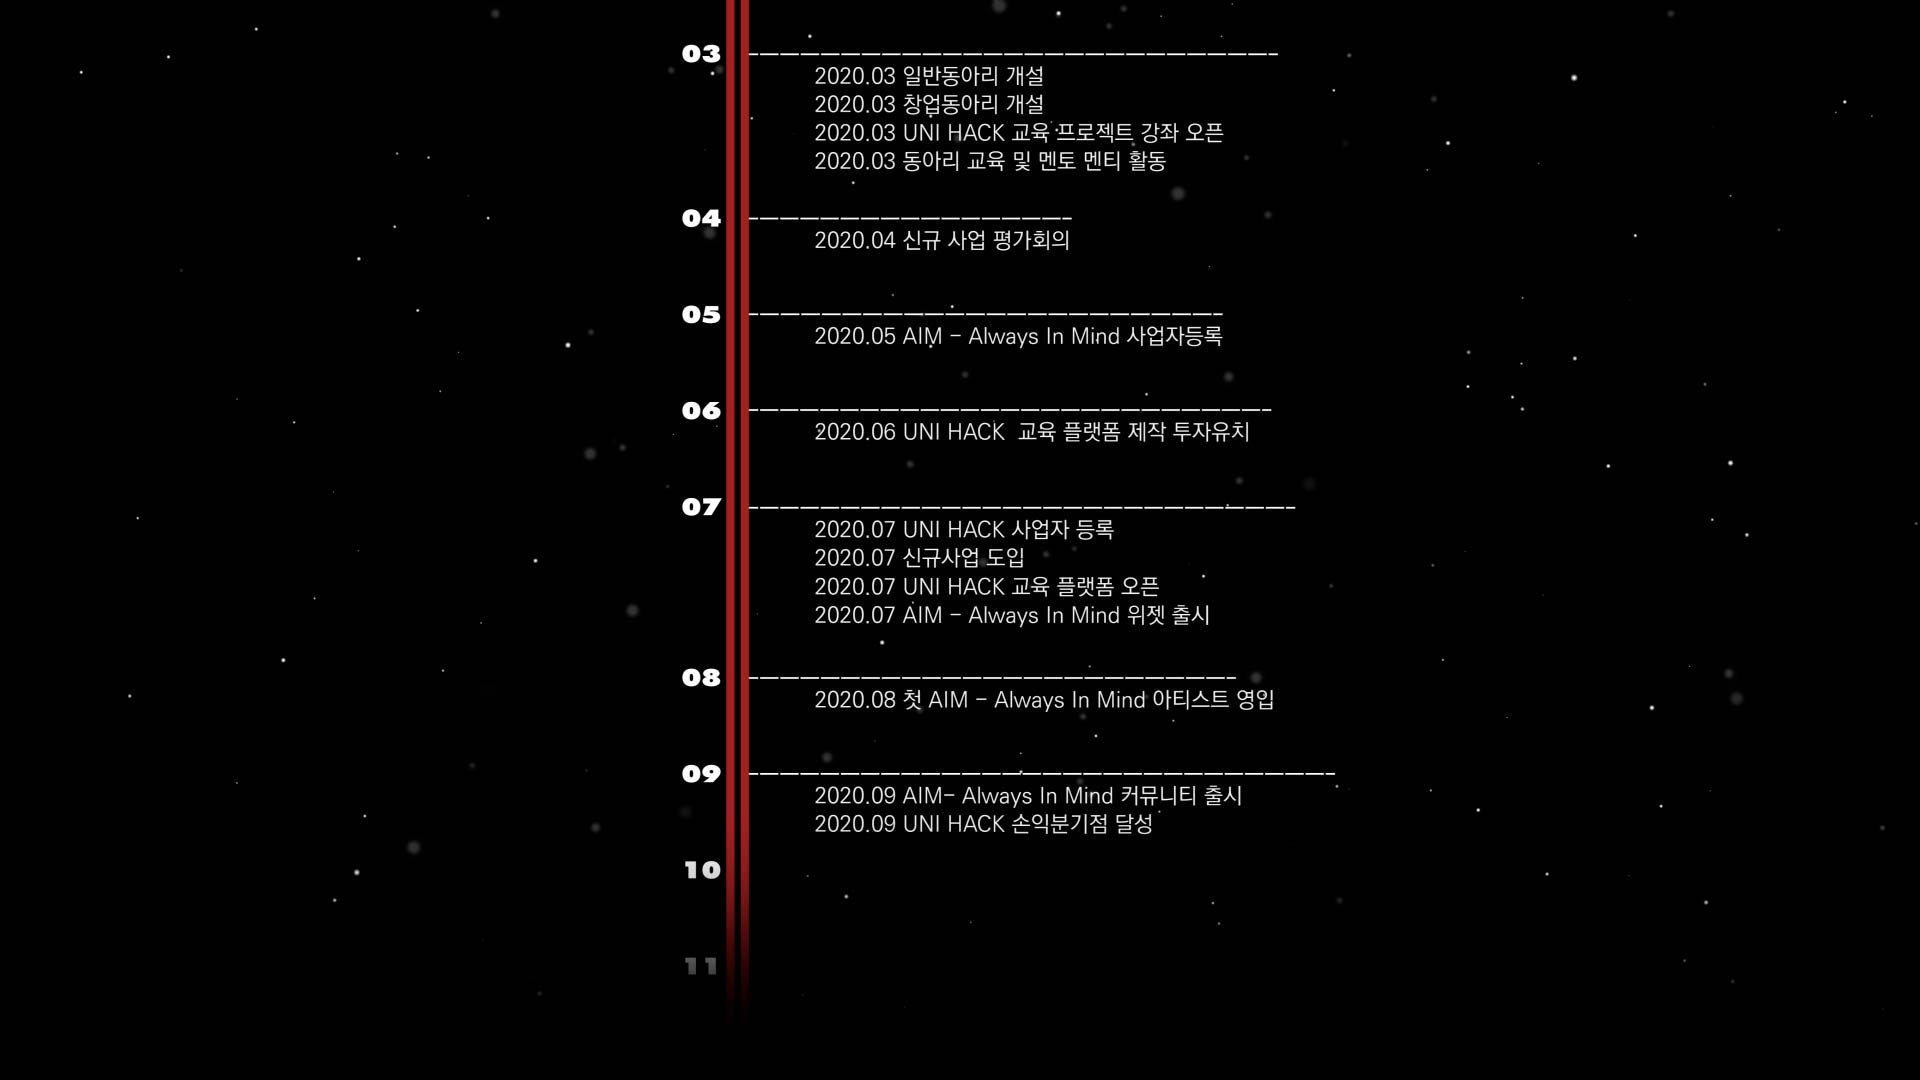 03
2020.03 일반동아리 개설
2020.03 창업동아리 개설
2020.03 UNI HACK 교육 프로젝트 강좌 오픈
2020.03 동아리 교육 및 멘토 멘티 활동
04
2020.04 신규 사업 평가회의
05
2020.05 AIM - Always In Mind 사업자등록
06
2020.06 UNI HACK 교육 플랫폼 제작 투자유치
07
2020.07 UNI HACK 사업자 등록
2020.07 신규사업 도입
2020.07 UNI HACK 교육 플랫폼 오픈
2020.07 AIM - Always In Mind 위젯 출시
08
2020.08 첫 AIM - Always In Mind 아티스트 영입
09
2020.09 AIM- Always In Mind 커뮤니티 출시
2020.09 UNI HACK 손익분기점 달성
10
11